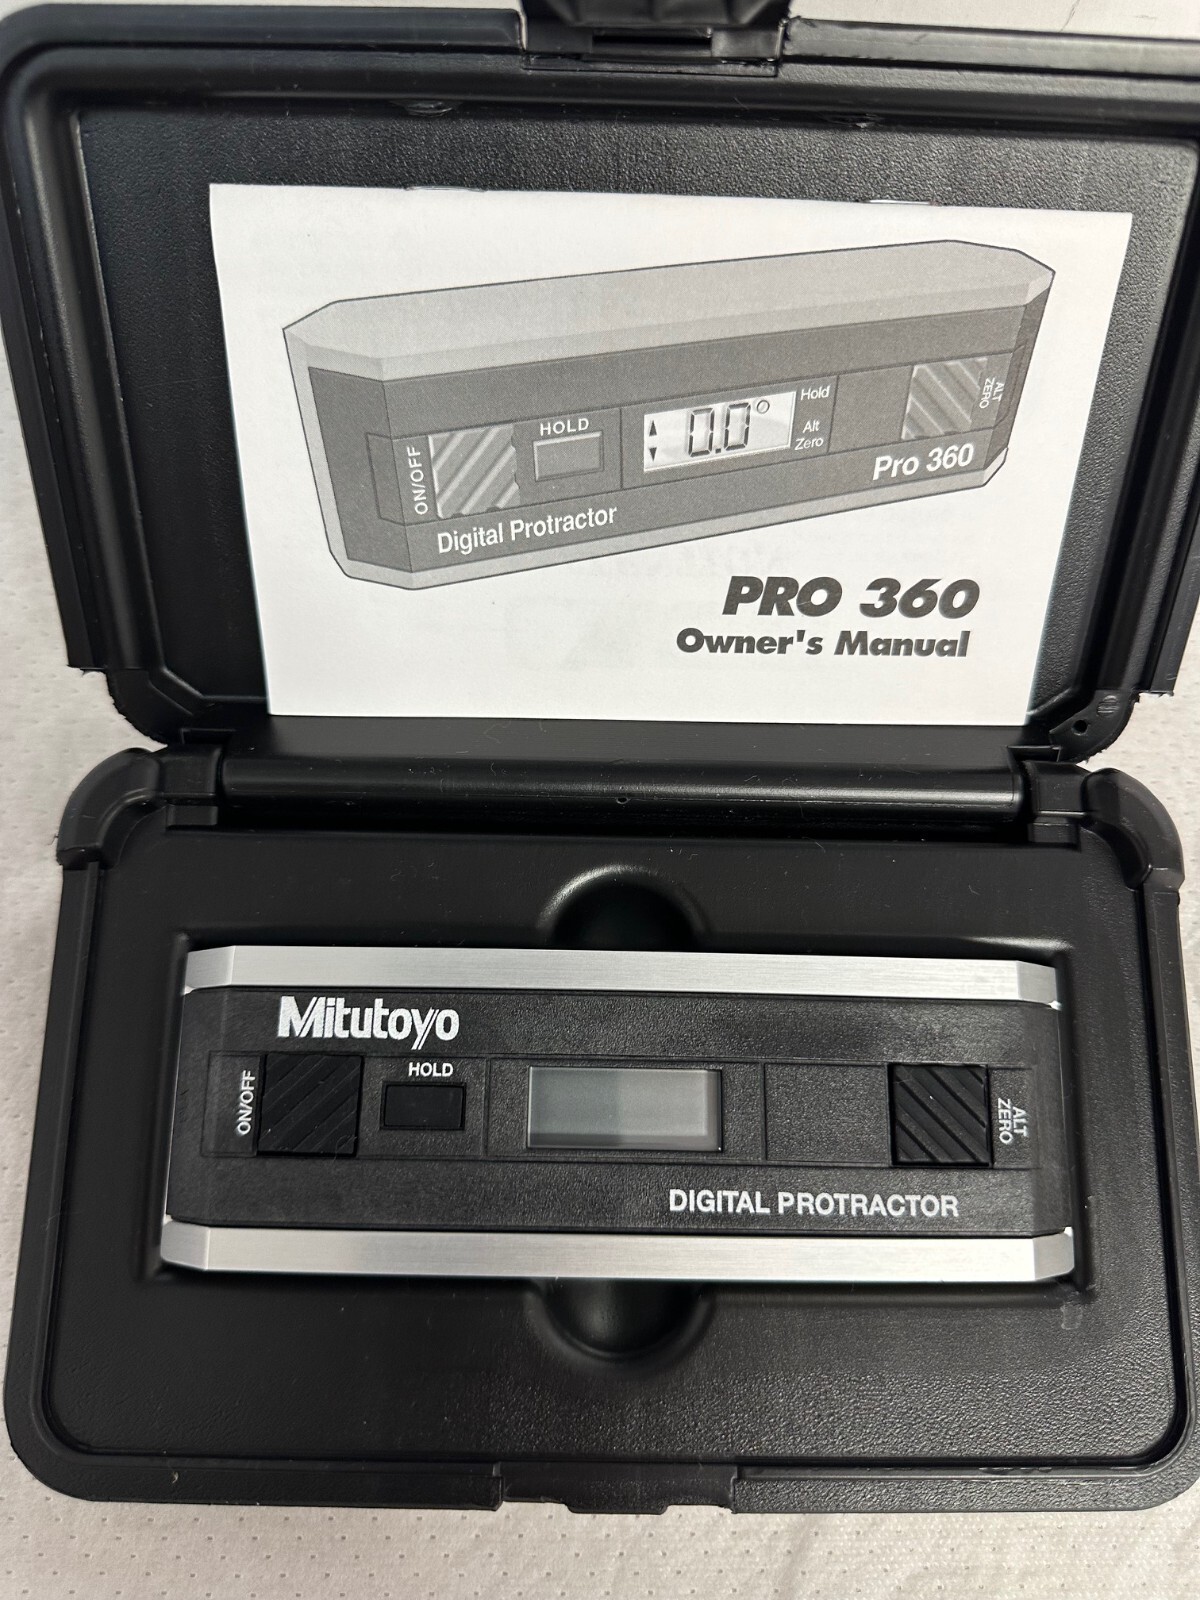 ON/OFF
HOLD
0.0°
Hold
Alt
Zero
ALT
ZERO
Digital Protractor
Pro 360
PRO 360
Owner's Manual
Mitutoyo
ON/OFF
HOLD
ALT
ZERO
DIGITAL PROTRACTOR